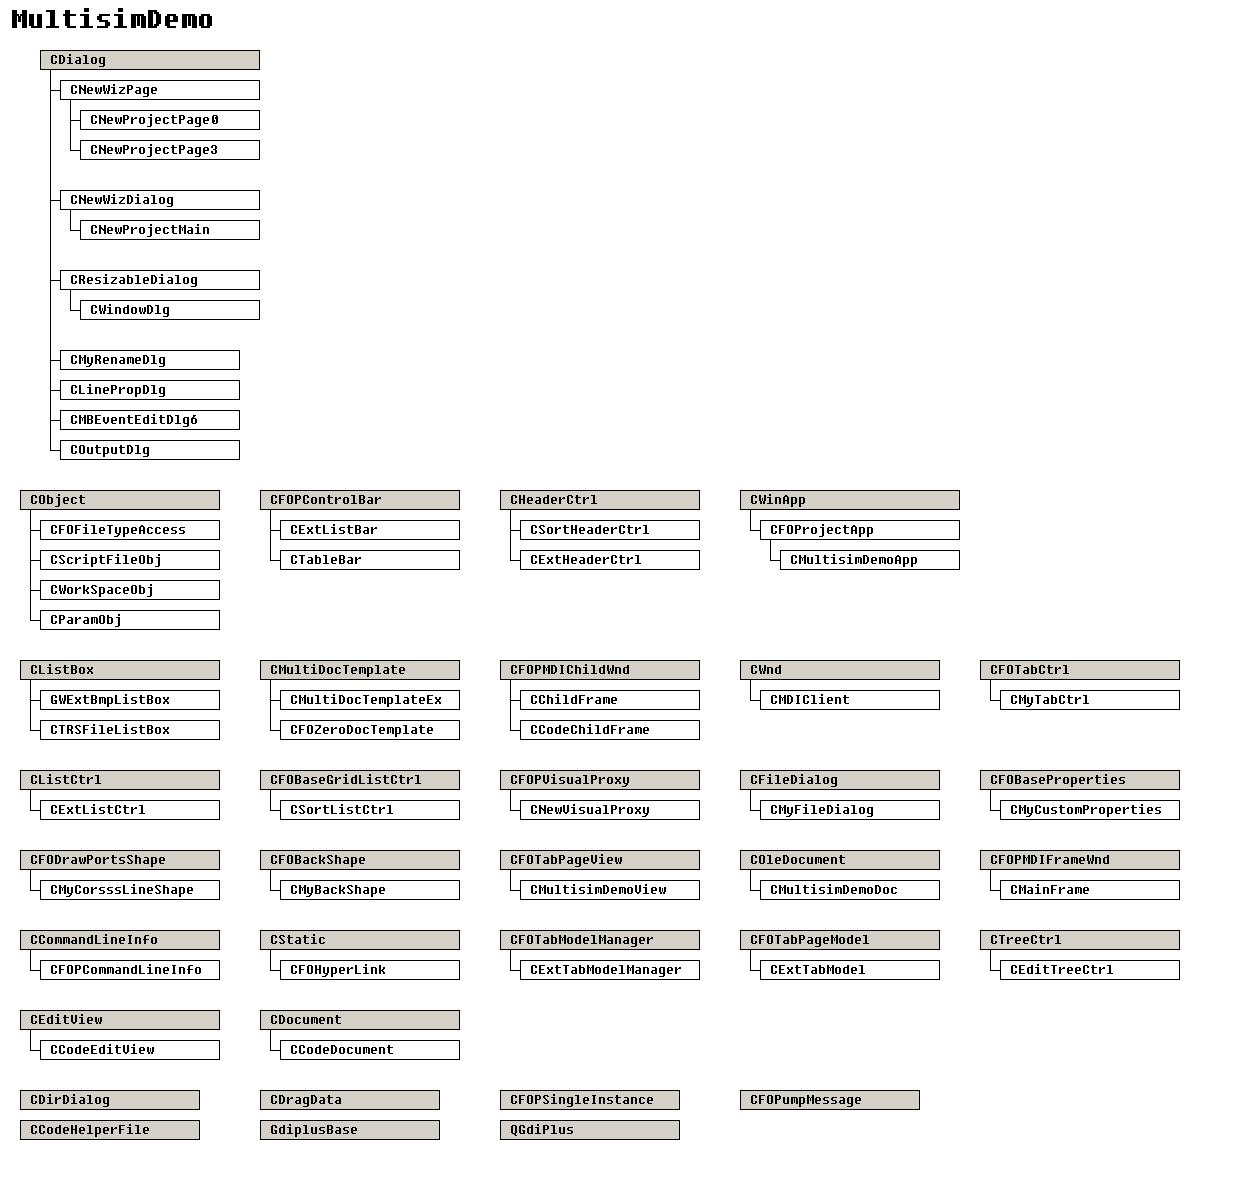 MultisimDemo
CDialog
CNewWizPage
CNewProjectPage0
CNewProjectPage3
CNewWizDialog
CNewProjectMain
CResizableDialog
CWindowDlg
CMyRenameDlg
CLinePropDlg
CMBEventEditDlg6
COutputDlg
CObject
CFOFileTypeAccess
CScriptFileObj
CWorkSpaceObj
CParamObj
CFOPControlBar
CExtListBar
CTableBar
CHeaderCtrl
CSortHeaderCtrl
CExtHeaderCtrl
CWinApp
CFOProjectApp
CMultisimDemoApp
CListBox
GWExtBmpListBox
CTRSFileListBox
CMultiDocTemplate
CMultiDocTemplateEx
CFOZeroDocTemplate
CFOPMDIChildWnd
CChildFrame
CCodeChildFrame
CWnd
CMDIClient
CFOTabCtrl
CMyTabCtrl
CListCtrl
CExtListCtrl
CFOBaseGridListCtrl
CSortListCtrl
CFOPVisualProxy
CNewVisualProxy
CFileDialog
CMyFileDialog
CFOBaseProperties
CMyCustomProperties
CFODrawPortsShape
CMyCorsssLineShape
CFOBackShape
CMyBackShape
CFOTabPageView
CMultisimDemoView
COleDocument
CMultisimDemoDoc
CFOPMDIFrameWnd
CMainFrame
CCommandLineInfo
CFOPCommandLineInfo
CStatic
CFOHyperLink
CFOTabModelManager
CExtTabModelManager
CFOTabPageModel
CExtTabModel
CTreeCtrl
CEditTreeCtrl
CEditView
CCodeEditView
CDocument
CCodeDocument
CDirDialog
CDragData
CFOPSingleInstance
CFOPumpMessage
CCodeHelperFile
GdiplusBase
QGdiPlus